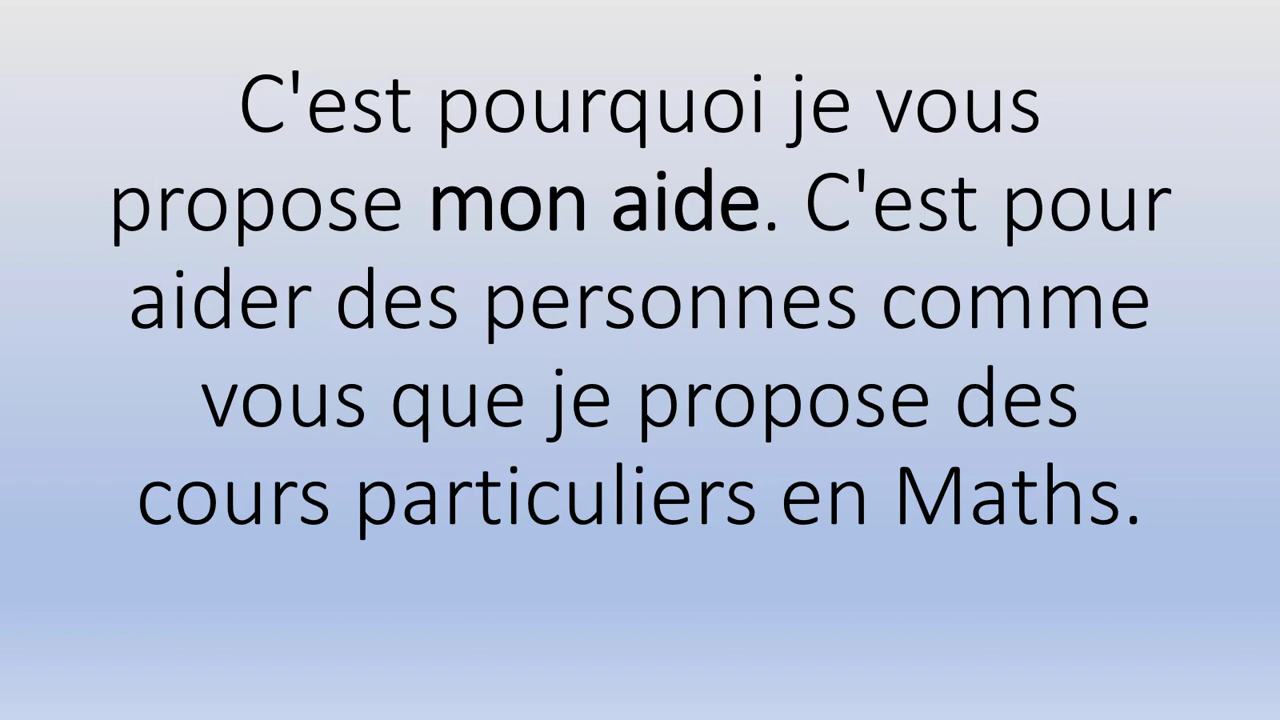 C'est pourquoi je vous
propose mon aide. C'est pour
aider des personnes comme
vous que je propose des
cours particuliers en Maths.